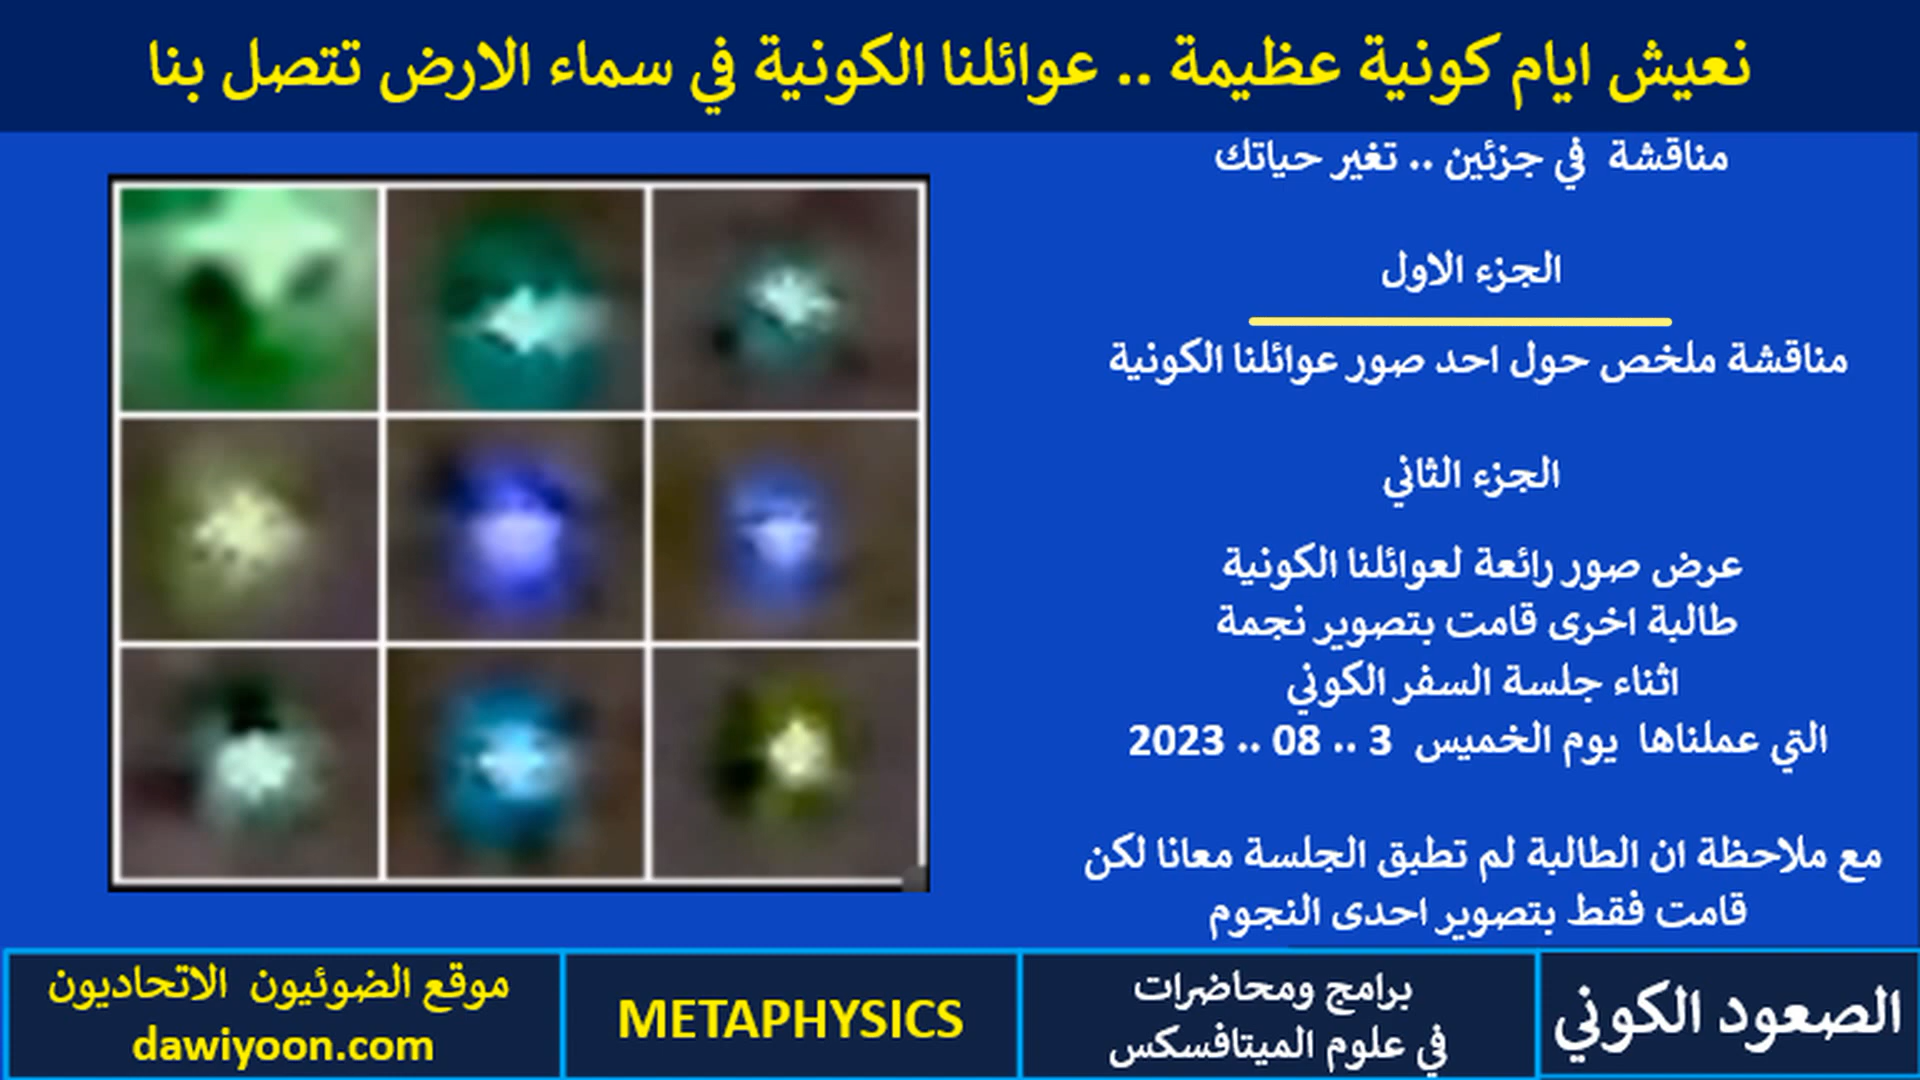 نعيش ايام كونية عظيمة .. عوائلنا الكونية في سماء الارض تتصل بنا
مناقشة في جزئين .. تغير حياتك
الجزء الاول
مناقشة ملخص حول احد صور عوائلنا الكونية
الجزء الثاني
عرض صور رائعة لعوائلنا الكونية
طالبة اخرى قامت بتصوير نجمة
اثناء جلسة السفر الكوني
التي عملناها يوم الخميس 3 .. 08 .. 2023
مع ملاحظة ان الطالبة لم تطبق الجلسة معانا لكن
قامت فقط بتصوير احدى النجوم
الصعود الكوني
برامج ومحاضرات
في علوم الميتافسكس
METAPHYSICS
موقع الضوئيون الاتحاديون
dawiyoon.com